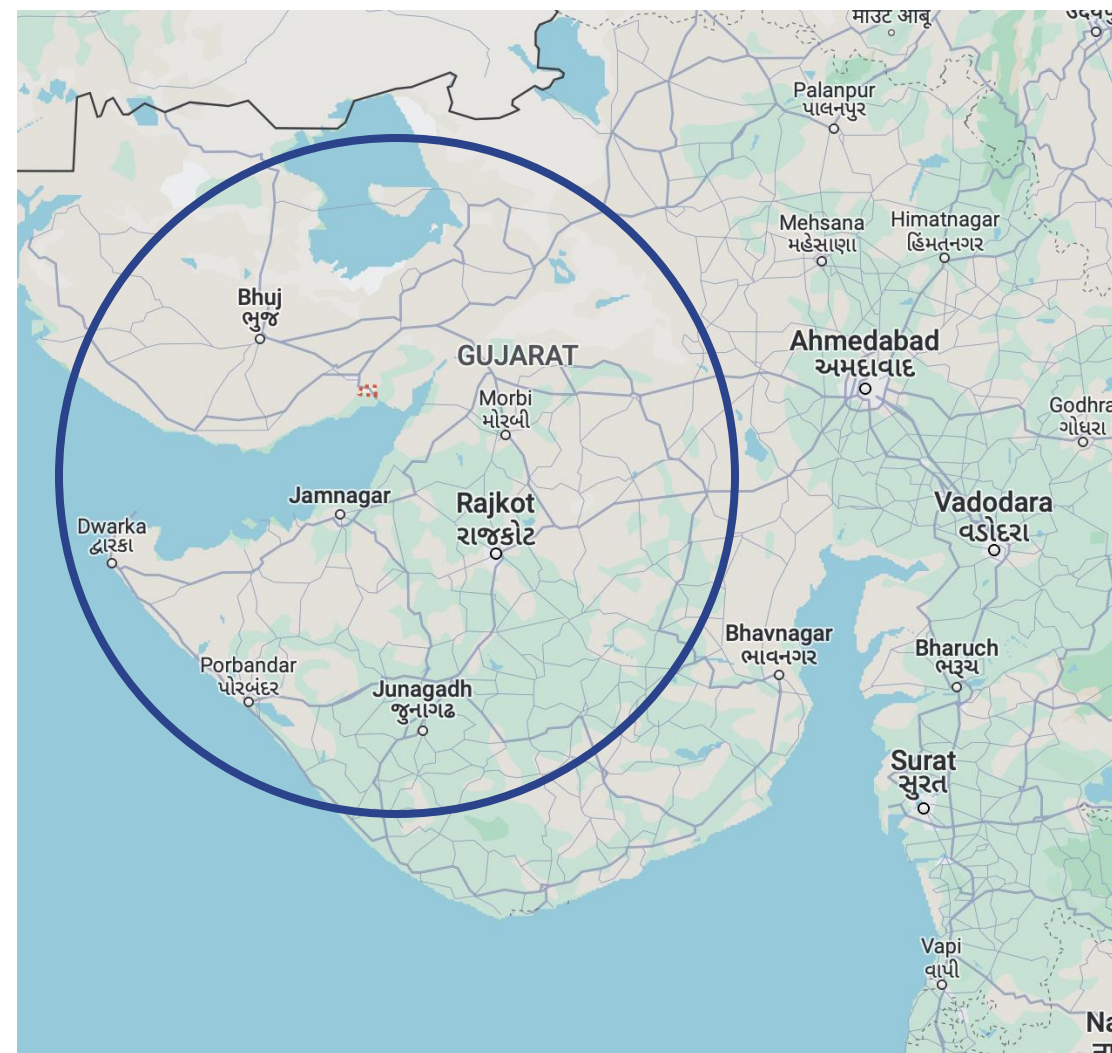 માઉંટ આબૂ
Palanpur
પાલનપુર
Mehsana
મહેસાણા
Himatnagar
હિંમતનગર
Bhuj
ભુજ
Ahmedabad
અમદાવાદ
GUJARAT
Morbi
મોરબી
Godhra
ગોધરા
Jamnagar
Rajkot
રાજકોટ
Vadodara
વડોદરા
Dwarka
દ્વારકા
Bhavnagar
ભાવનગર
Bharuch
ભરૂચ
Porbandar
પોરબંદર
Junagadh
જુનાગઢ
Surat
સુરત
Vapi
વાપી